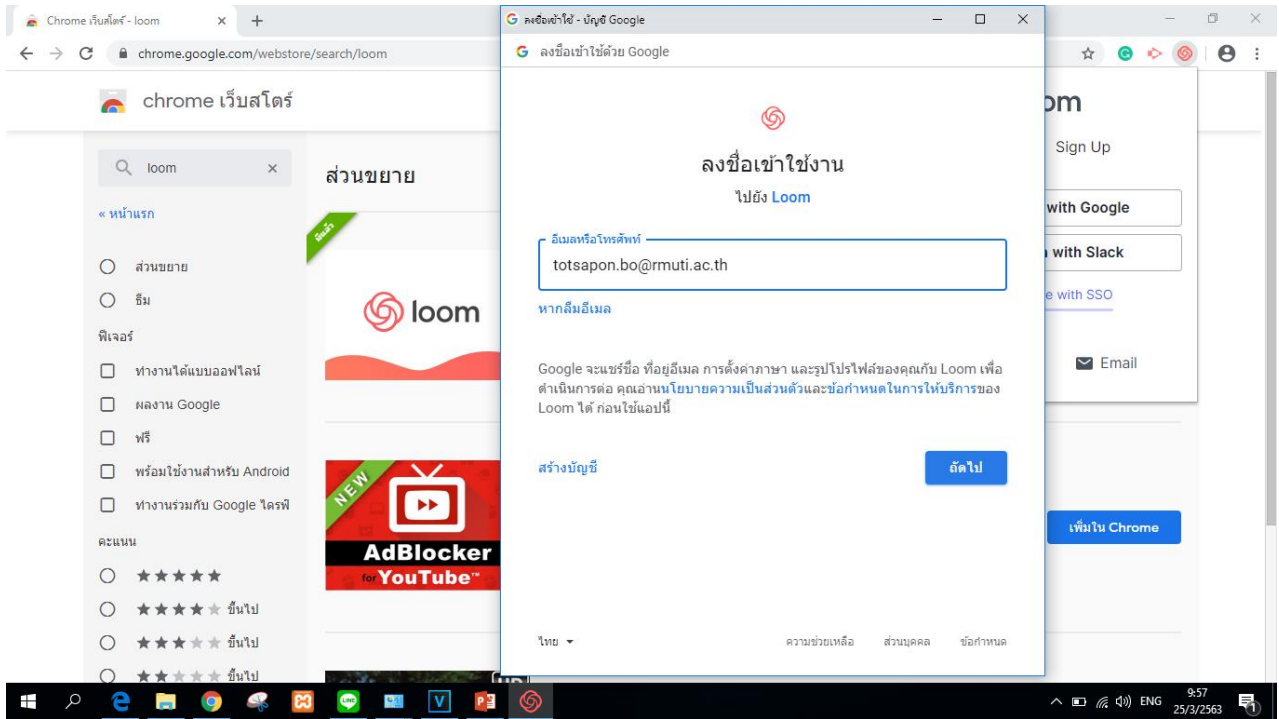 Chrome เว็บสโตร์ - loom
chrome.google.com/webstore/search/loom
chrome เว็บสโตร์
loom
« หน้าแรก
ส่วนขยาย
ธีม
ฟีเจอร์
ทำงานได้แบบออฟไลน์
ผลงาน Google
ฟรี
พร้อมใช้งานสำหรับ Android
ทำงานร่วมกับ Google ไดรฟ์
คะแนน
ขึ้นไป
ขึ้นไป
ขึ้นไป
ส่วนขยาย
มีแล้ว
loom
NEW
AdBlocker
for YouTube™
ลงชื่อเข้าใช้ - บัญชี Google
ลงชื่อเข้าใช้ด้วย Google
ลงชื่อเข้าใช้งาน
ไปยัง Loom
อีเมลหรือโทรศัพท์
totsapon.bo@rmuti.ac.th
หากลืมอีเมล
Google จะแชร์ชื่อ ที่อยู่อีเมล การตั้งค่าภาษา และรูปโปรไฟล์ของคุณกับ Loom เพื่อ
ดำเนินการต่อ คุณอ่านนโยบายความเป็นส่วนตัวและข้อกำหนดในการให้บริการของ
Loom ได้ ก่อนใช้แอปนี้
สร้างบัญชี
ถัดไป
ไทย
ความช่วยเหลือ ส่วนบุคคล ข้อกำหนด
om
Sign Up
with Google
with Slack
e with SSO
Email
เพิ่มใน Chrome
ENG
9:57
25/3/2563